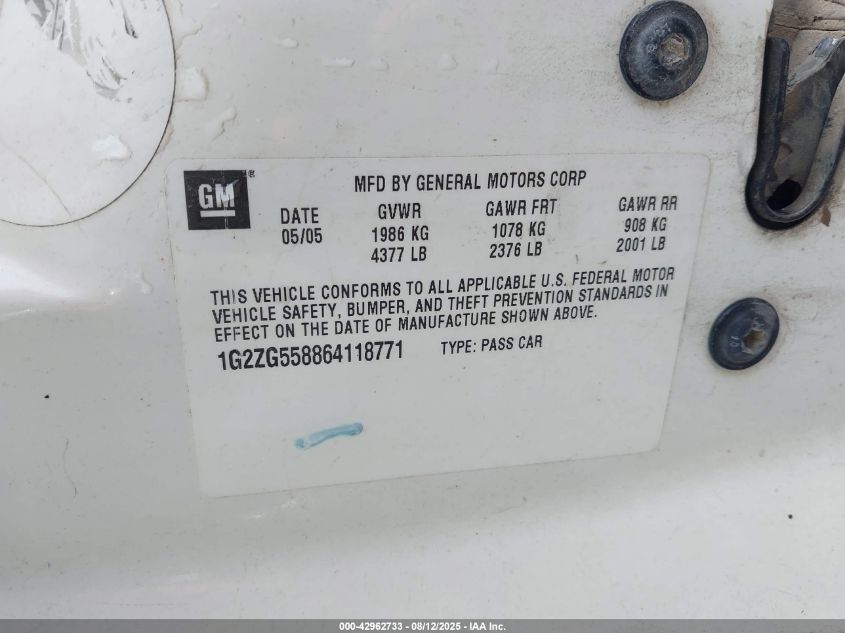 GM ®
MFD BY GENERAL MOTORS CORP
DATE GVWR GAWR FRT GAWR RR
05/05 1986 KG 1078 KG 908 KG
4377 LB 2376 LB 2001 LB
THIS VEHICLE CONFORMS TO ALL APPLICABLE U.S. FEDERAL MOTOR
VEHICLE SAFETY, BUMPER, AND THEFT PREVENTION STANDARDS IN
EFFECT ON THE DATE OF MANUFACTURE SHOWN ABOVE.
1G2ZG558864118771 TYPE: PASS CAR
000-42962733 - 08/12/2025 - IAA Inc.